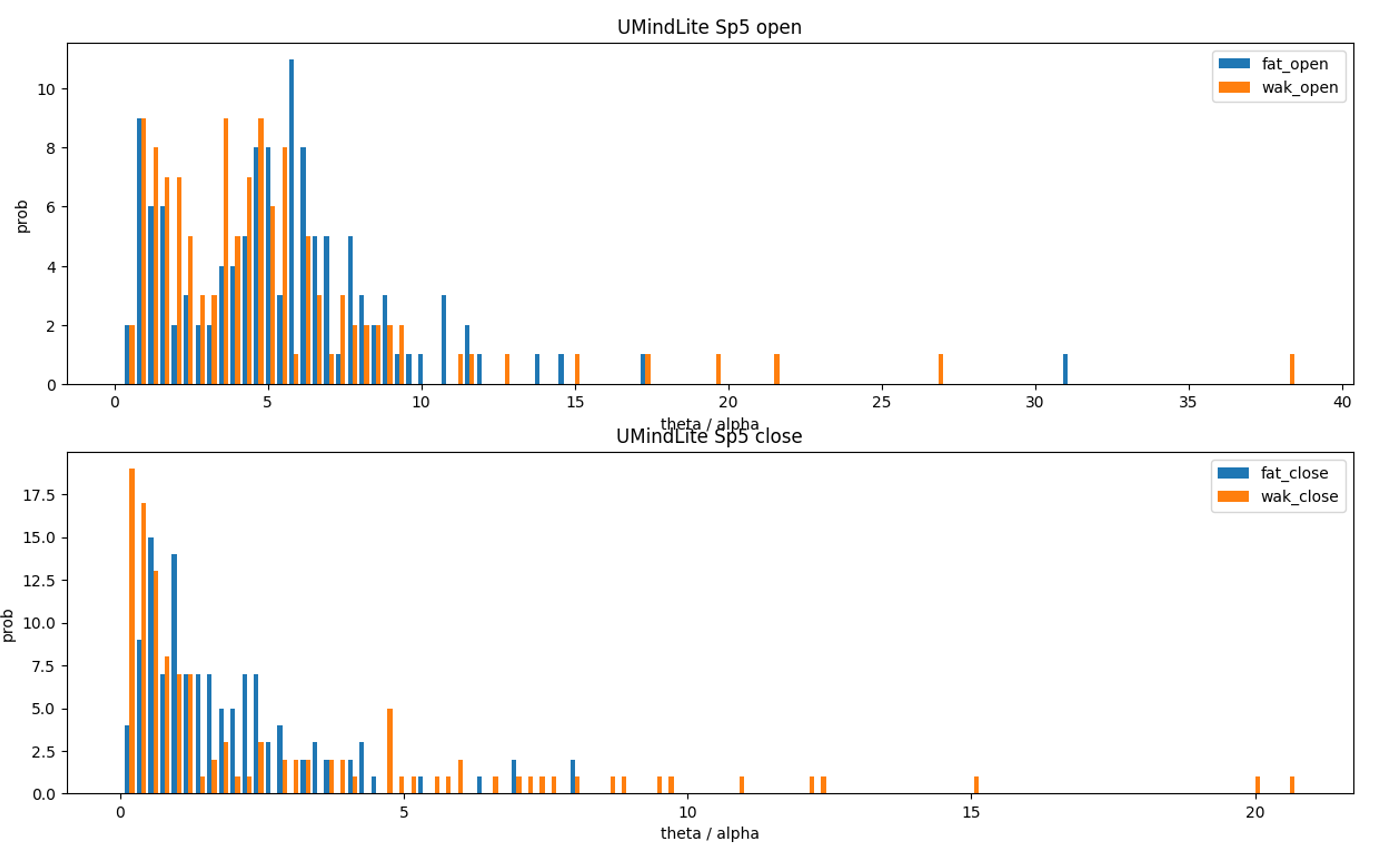 UMindLite Sp5 open
fat_open
wak_open
prob
10
8
6
4
2
0
0 5 10 15 20 25 30 35 40
theta / alpha
UMindLite Sp5 close
fat_close
wak_close
prob
17.5
15.0
12.5
10.0
7.5
5.0
2.5
0.0
0 5 10 15 20
theta / alpha